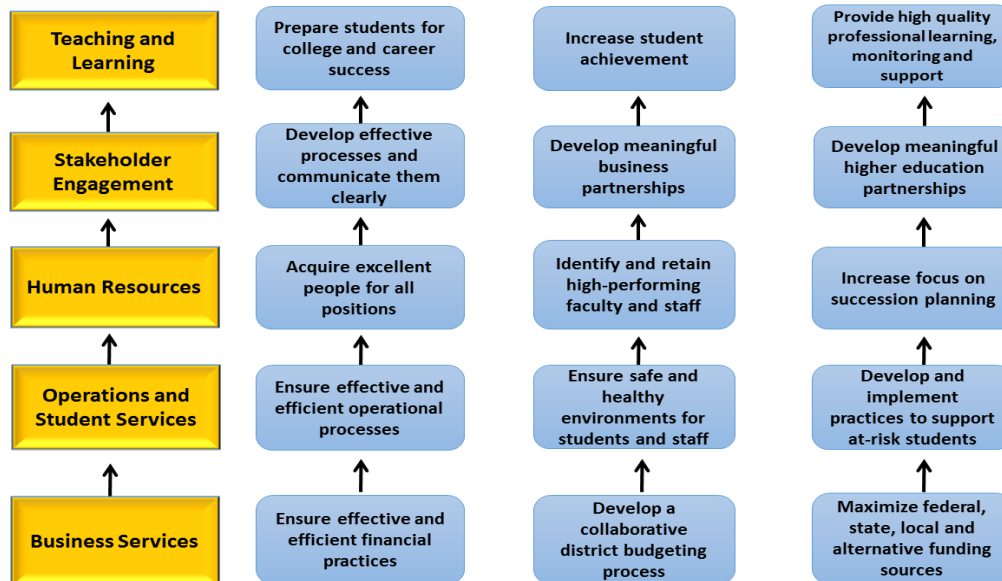 Teaching and
Learning
Prepare students for
college and career
success
Increase student
achievement
Provide high quality
professional learning,
monitoring and
support
Stakeholder
Engagement
Develop effective
processes and
communicate them
clearly
Develop meaningful
business
partnerships
Develop meaningful
higher education
partnerships
Human Resources
Acquire excellent
people for all
positions
Identify and retain
high-performing
faculty and staff
Increase focus on
succession planning
Operations and
Student Services
Ensure effective and
efficient operational
processes
Ensure safe and
healthy
environments for
students and staff
Develop and
implement
practices to support
at-risk students
Business Services
Ensure effective and
efficient financial
practices
Develop a
collaborative
district budgeting
process
Maximize federal,
state, local and
alternative funding
sources